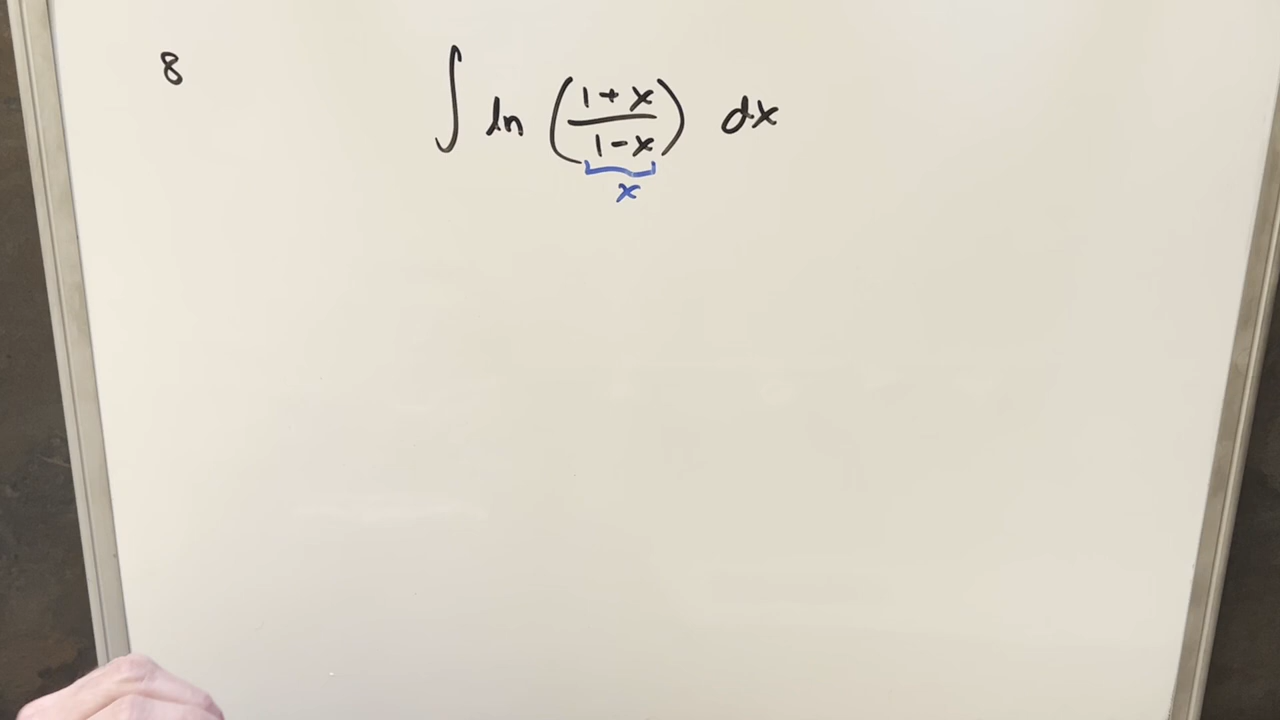 8 ∫ ln (1+x / 1-x) dx
x